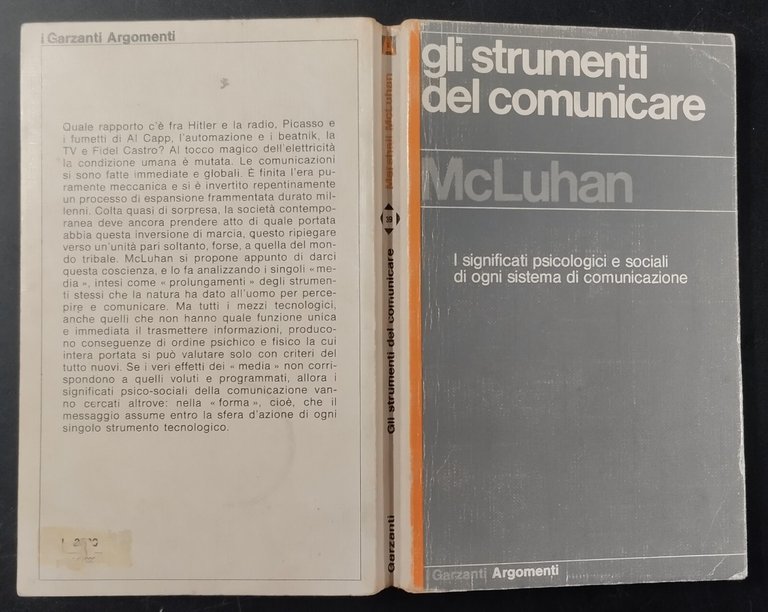 i Garzanti Argomenti
Quale rapporto c'è fra Hitler e la radio, Picasso e
i fumetti di Al Capp, l'automazione e i beatnik, la
TV e Fidel Castro? Al tocco magico dell'elettricità
la condizione umana è mutata. Le comunicazioni
si sono fatte immediate e globali. È finita l'era pu-
ramente meccanica e si è invertito repentinamente
un processo di espansione frammentata durato mil-
lenni. Colta quasi di sorpresa, la società contempo-
ranea deve ancora prendere atto di quale portata
abbia questa inversione di marcia, questo ripiegare
verso un'unità pari soltanto, forse, a quella del mon-
do tribale. McLuhan si propone appunto di darci
questa coscienza, e lo fa analizzando i singoli «me-
dia», intesi come «prolungamenti» degli strumen-
ti stessi che la natura ha dato all'uomo per perce-
pire e comunicare. Ma tutti i mezzi tecnologici,
anche quelli che non hanno quale funzione unica
e immediata il trasmettere informazioni, produco-
no conseguenze di ordine psichico e fisico la cui
intera portata si può valutare solo con criteri del
tutto nuovi. Se i veri effetti dei «media» non corri-
spondono a quelli voluti e programmati, allora i
significati psico-sociali della comunicazione van-
no cercati altrove: nella «forma», cioé, che il
messaggio assume entro la sfera d'azione di ogni
singolo strumento tecnologico.
Marshall McLuhan
39
Gli strumenti del comunicare
Garzanti
gli strumenti
del comunicare
McLuhan
I significati psicologici e sociali
di ogni sistema di comunicazione
i Garzanti Argomenti